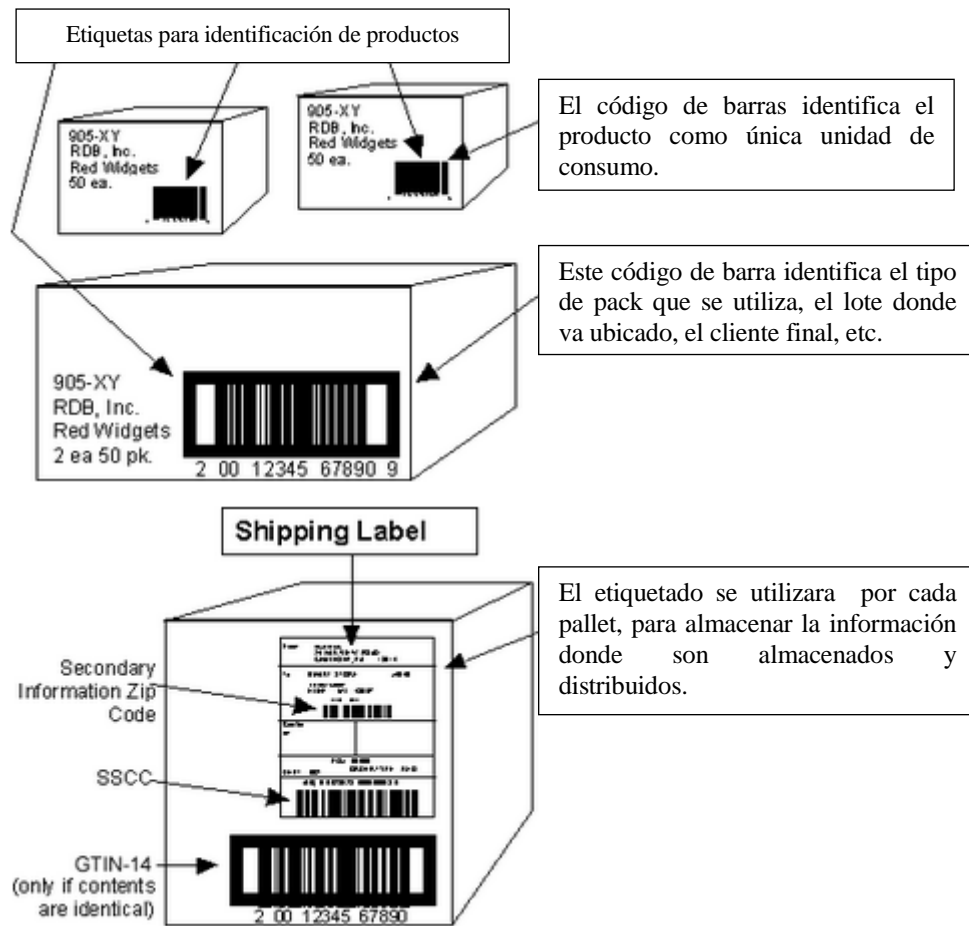 Etiquetas para identificación de productos
905-XY
RDB, Inc.
Red Widgets
50 ea.
905-XY
RDB, Inc.
Red Widgets
50 ea.
El código de barras identifica el
producto como única unidad de
consumo.
Este código de barra identifica el tipo
de pack que se utiliza, el lote donde
va ubicado, el cliente final, etc.
905-XY
RDB, Inc.
Red Widgets
2 ea 50 pk.
2 00 12345 67890 9
Shipping Label
El etiquetado se utilizara por cada
pallet, para almacenar la información
donde son almacenados y
distribuidos.
Secondary
Information Zip
Code
SSCC
GTIN-14
(only if contents
are identical)
2 00 12345 67890